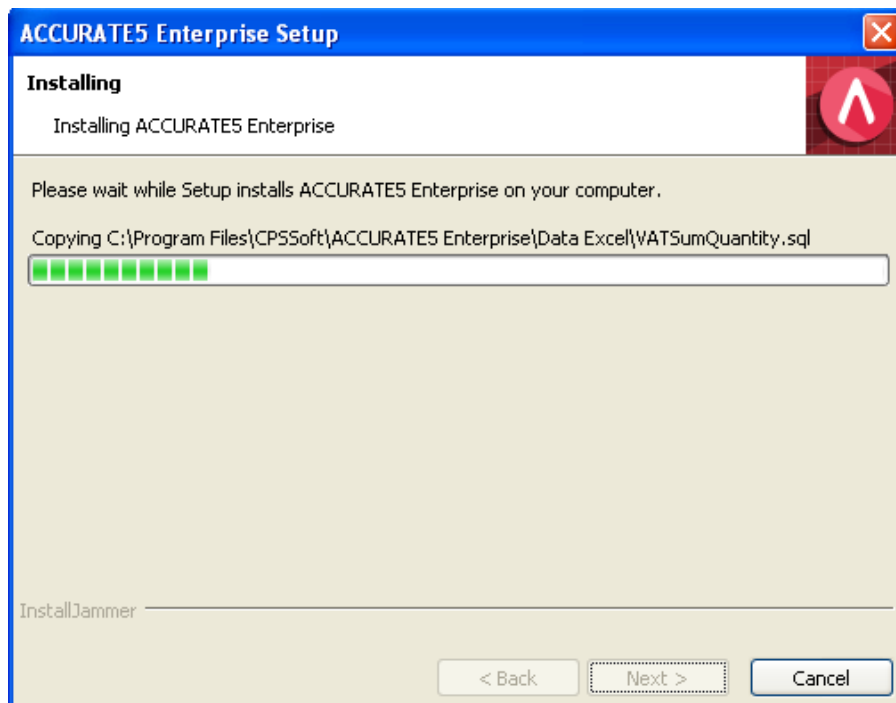 ACCURATE5 Enterprise Setup
Installing
Installing ACCURATE5 Enterprise
Please wait while Setup installs ACCURATE5 Enterprise on your computer.
Copying C:\Program Files\CPSSoft\ACCURATE5 Enterprise\Data Excel\VATSumQuantity.sql
InstallJammer
< Back Next > Cancel